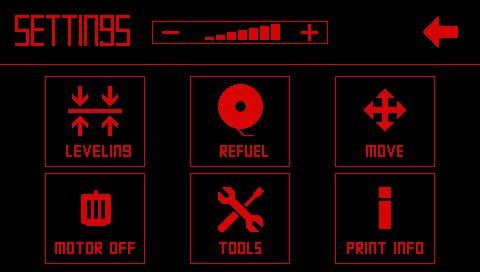 SETTINGS
LEVELING
REFUEL
MOVE
MOTOR OFF
TOOLS
PRINT INFO